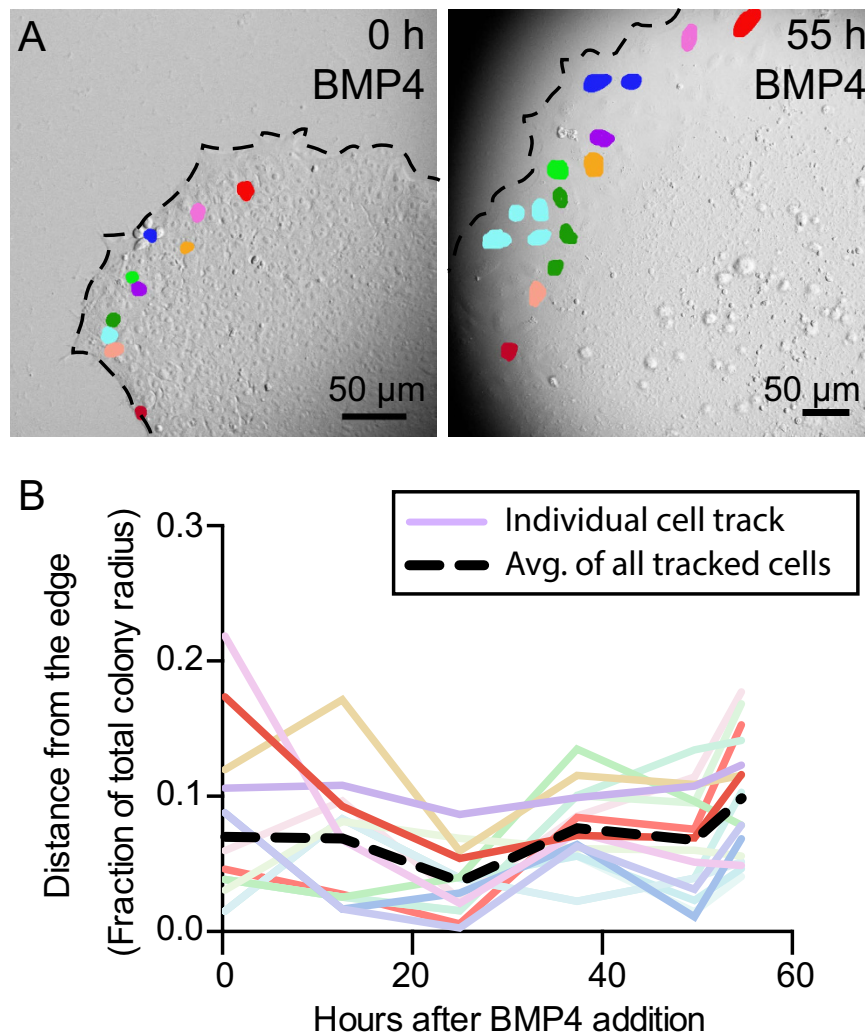 A
0 h
BMP4
50 µm
55 h
BMP4
50 µm
B
Individual cell track
Avg. of all tracked cells
Distance from the edge
(Fraction of total colony radius)
0.3
0.2
0.1
0.0
0
20
40
60
Hours after BMP4 addition